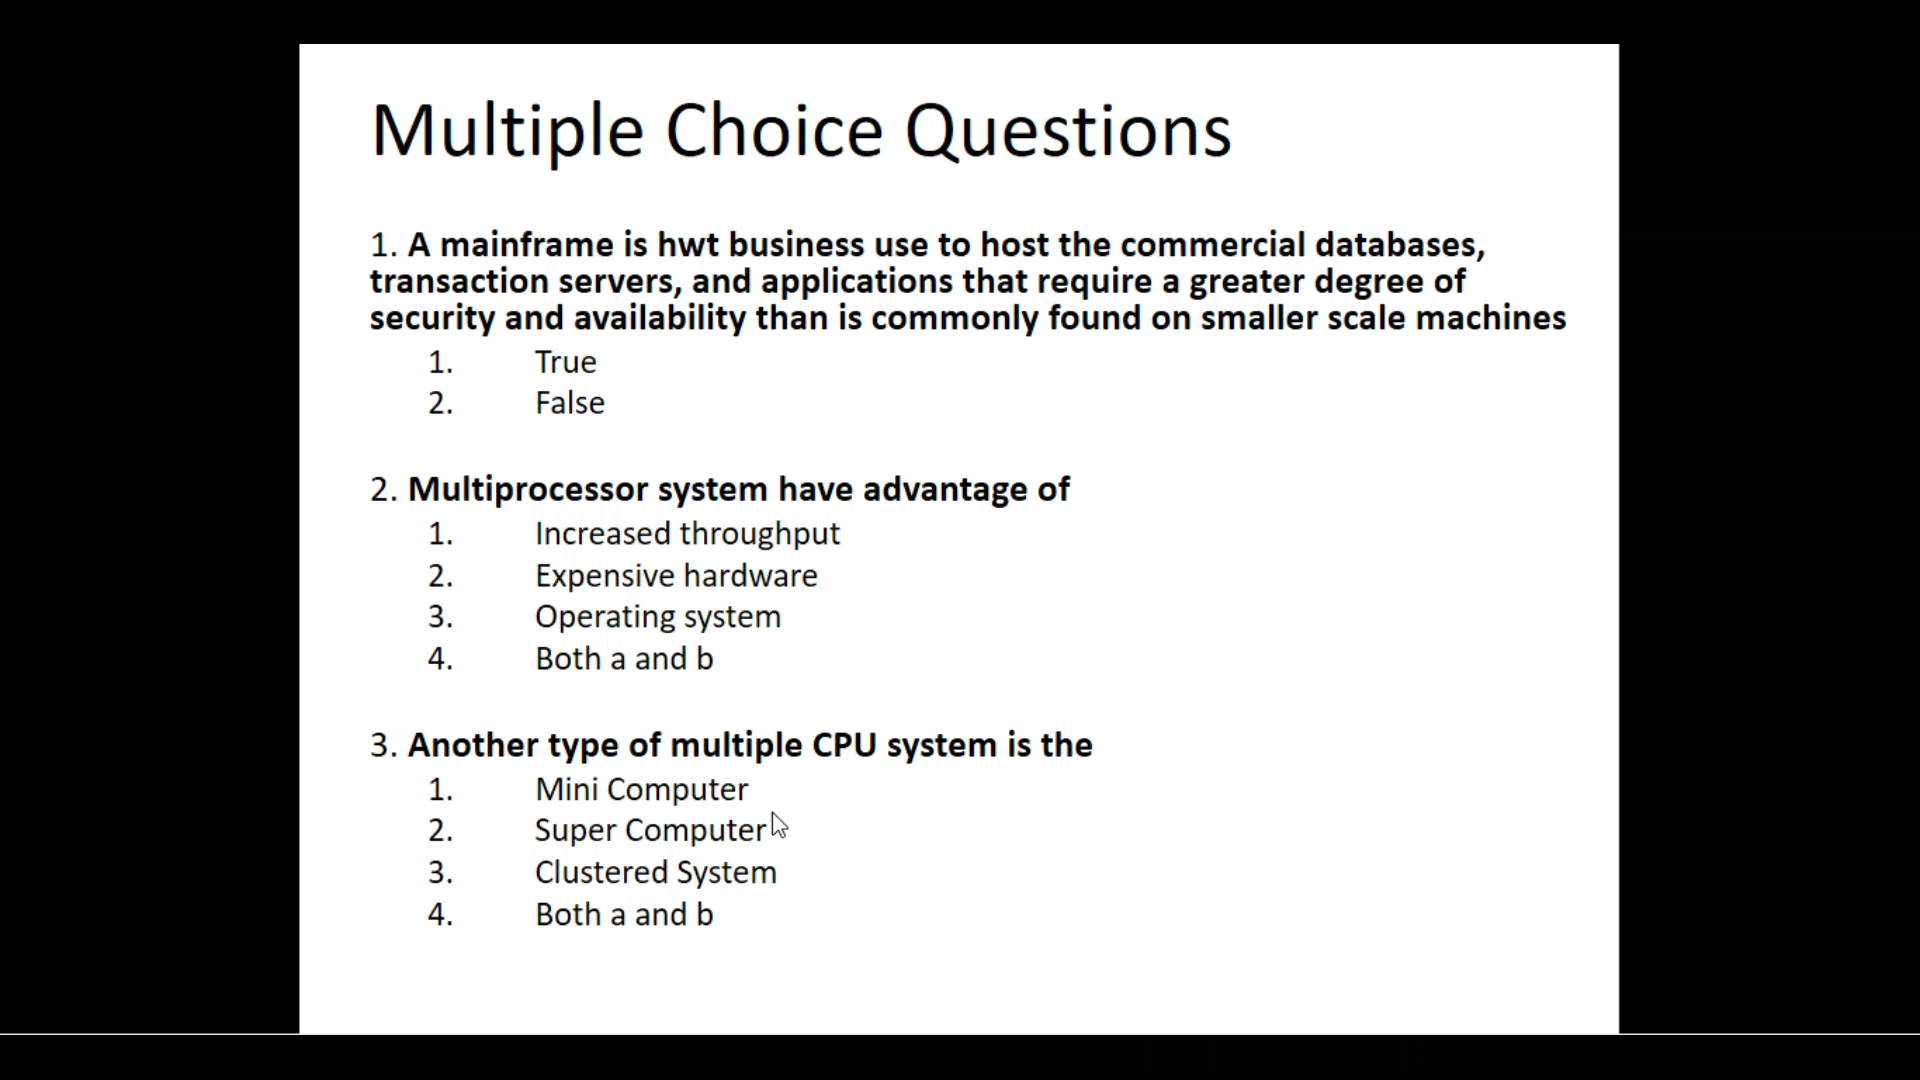 Multiple Choice Questions
1. A mainframe is hwt business use to host the commercial databases,
transaction servers, and applications that require a greater degree of
security and availability than is commonly found on smaller scale machines
1. True
2. False
2. Multiprocessor system have advantage of
1. Increased throughput
2. Expensive hardware
3. Operating system
4. Both a and b
3. Another type of multiple CPU system is the
1. Mini Computer
2. Super Computer
3. Clustered System
4. Both a and b